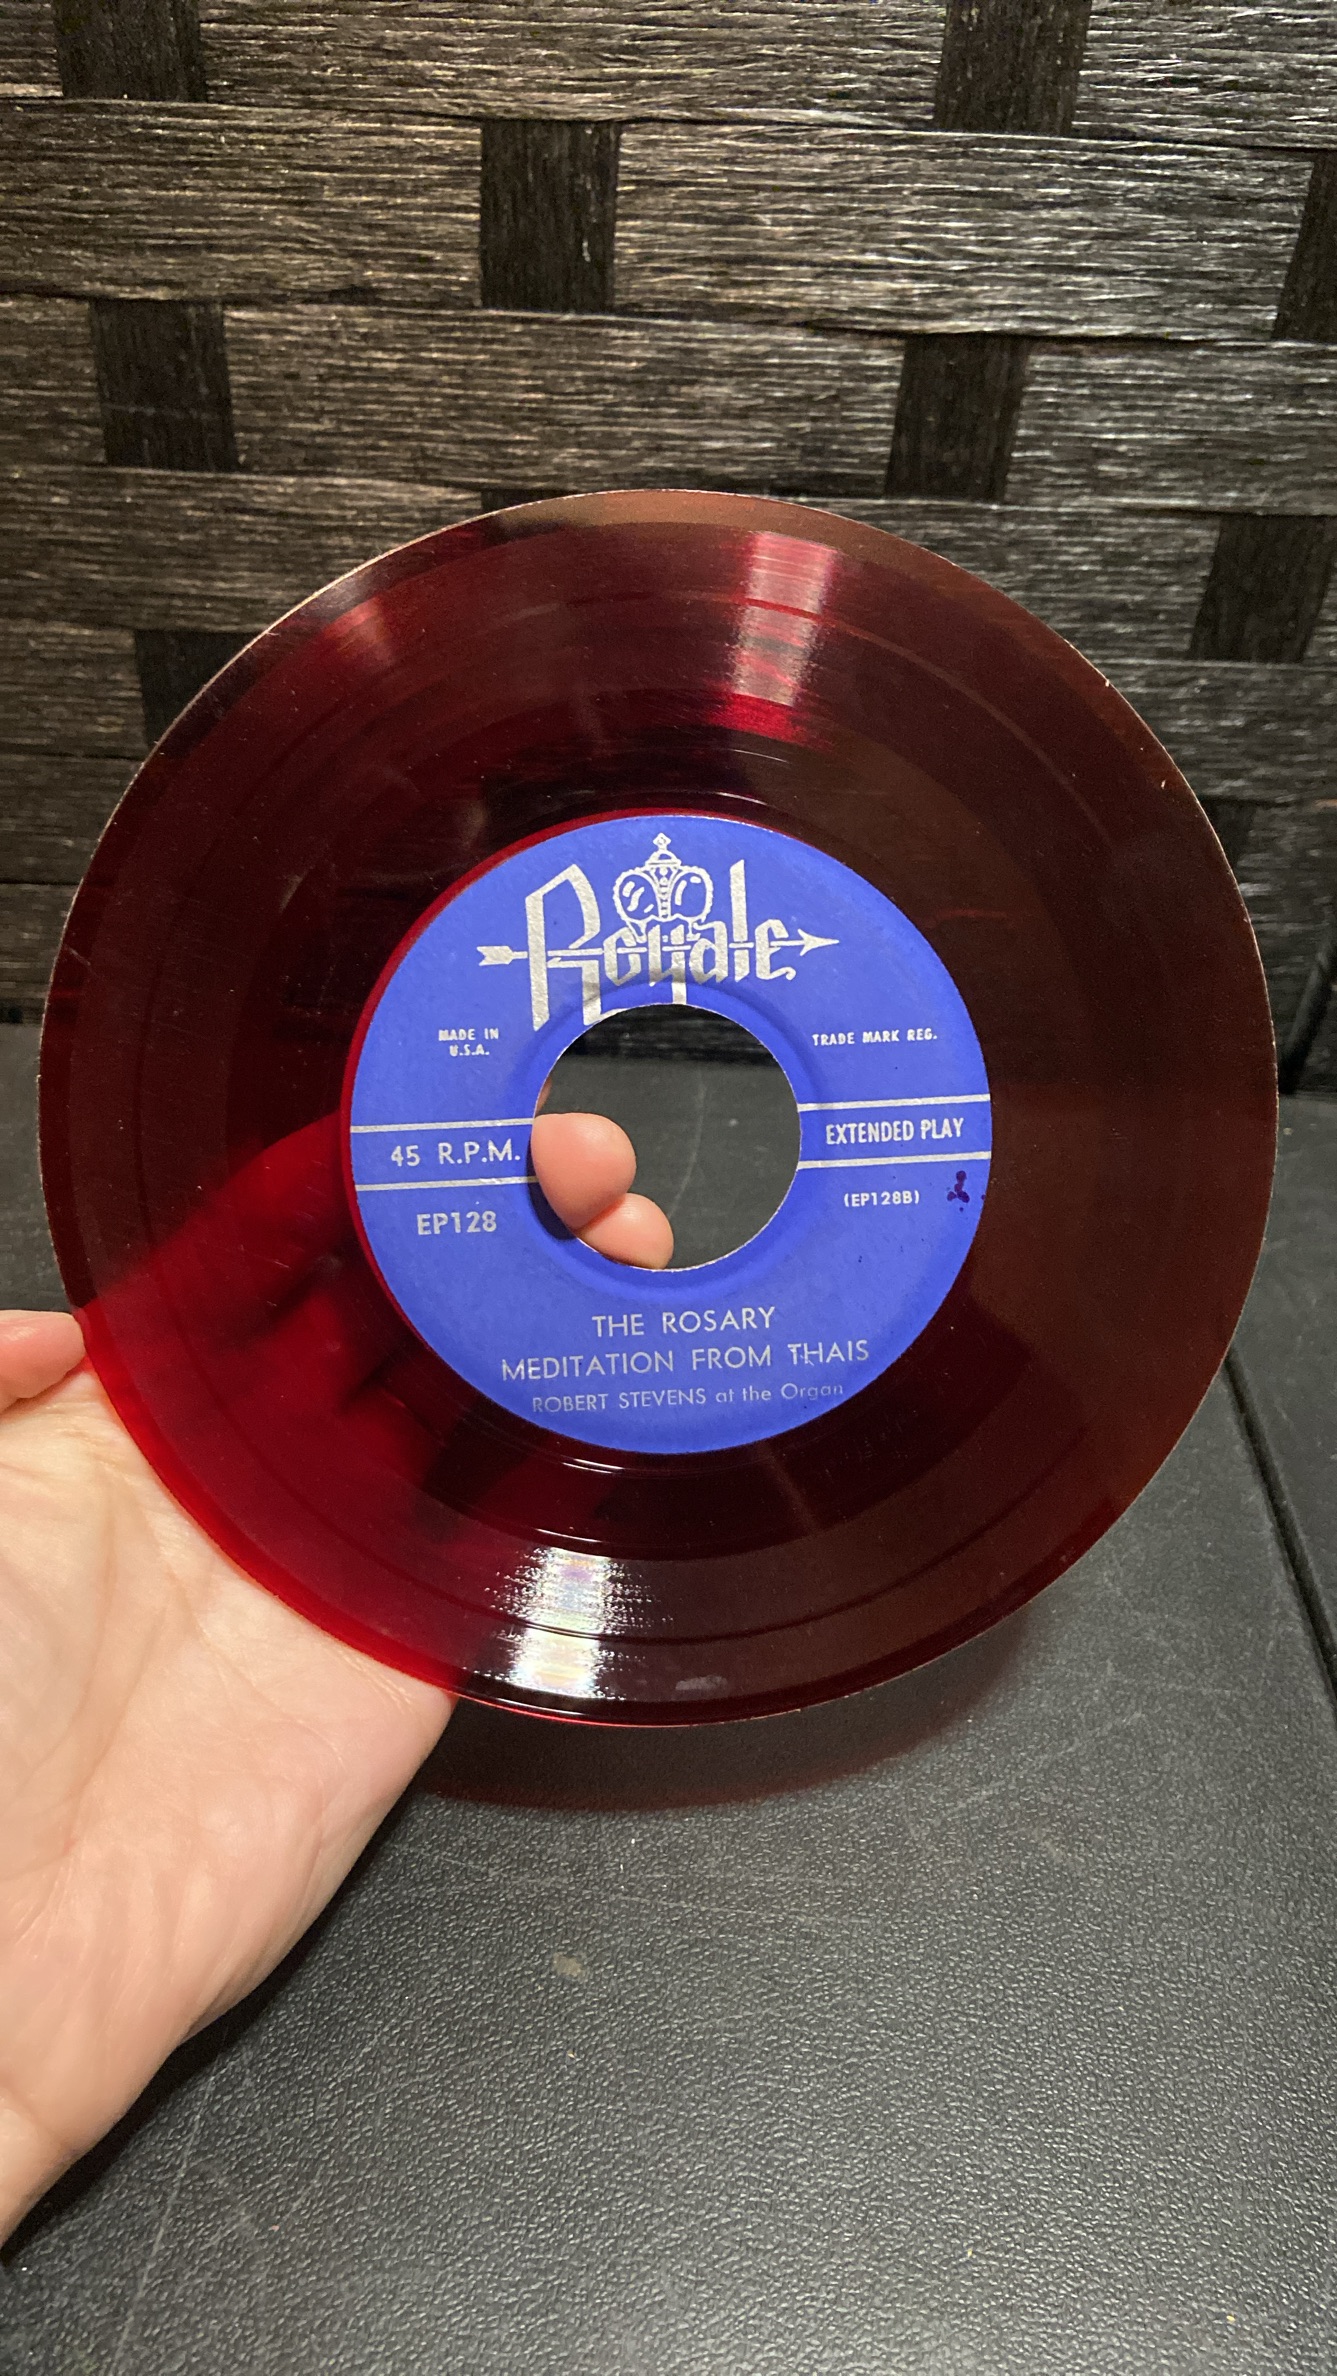 Royale
MADE IN
U.S.A.
TRADE MARK REG.
45 R.P.M.
EXTENDED PLAY
EP128
(EP128B)
THE ROSARY
MEDITATION FROM THAIS
ROBERT STEVENS at the Organ